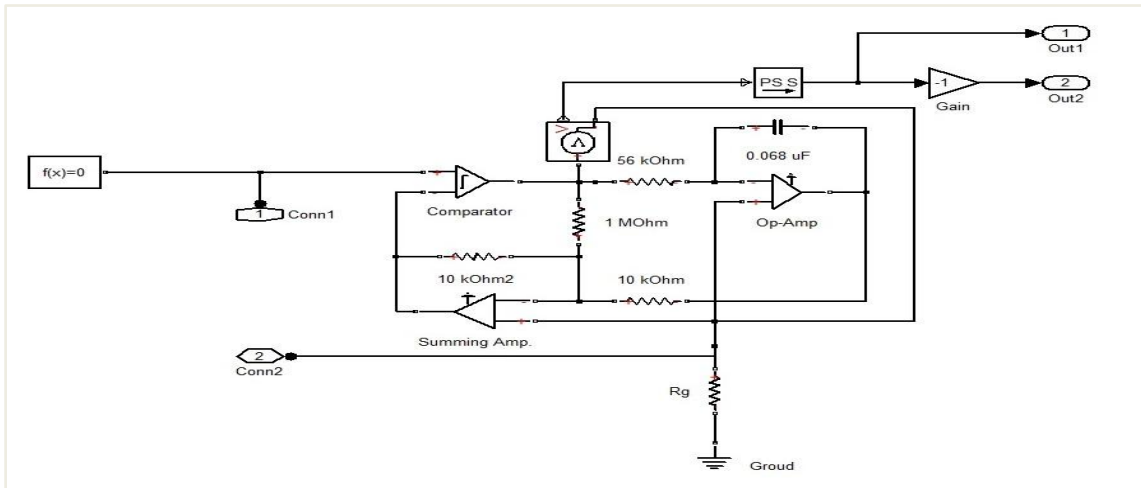 1
Out1
PS S
-1
Gain
2
Out2
V
56 kOhm
0.068 uF
f(x)=0
1
Conn1
Comparator
1 MOhm
Op-Amp
10 kOhm2
10 kOhm
Summing Amp.
2
Conn2
Rg
Groud